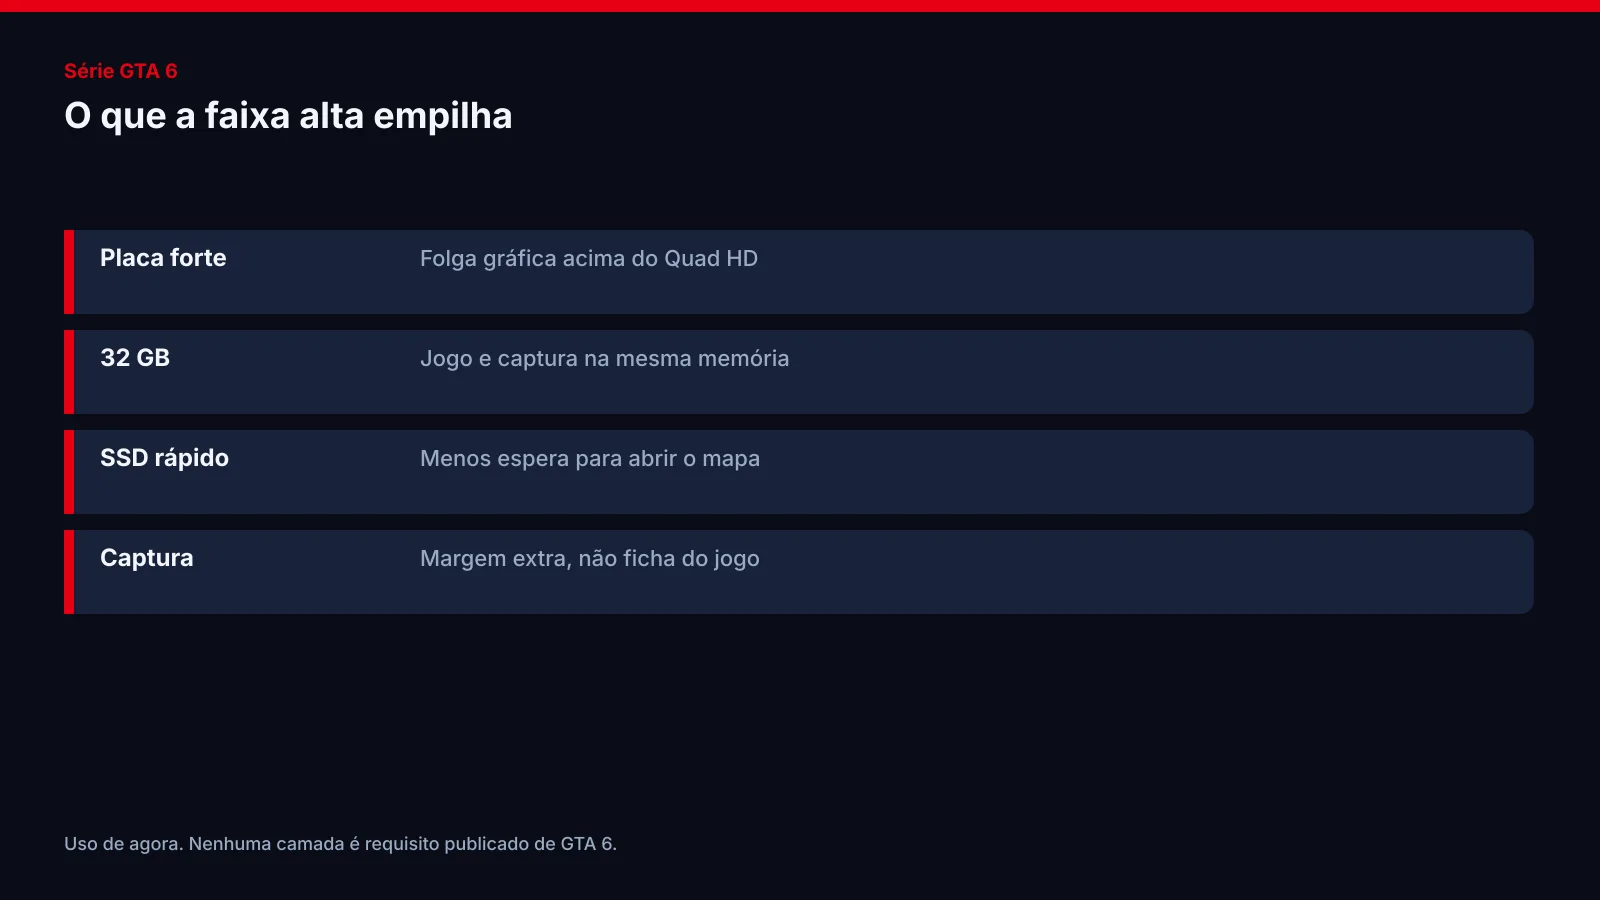 Série GTA 6
O que a faixa alta empilha
Placa forte
Folga gráfica acima do Quad HD
32 GB
Jogo e captura na mesma memória
SSD rápido
Menos espera para abrir o mapa
Captura
Margem extra, não ficha do jogo
Uso de agora. Nenhuma camada é requisito publicado de GTA 6.